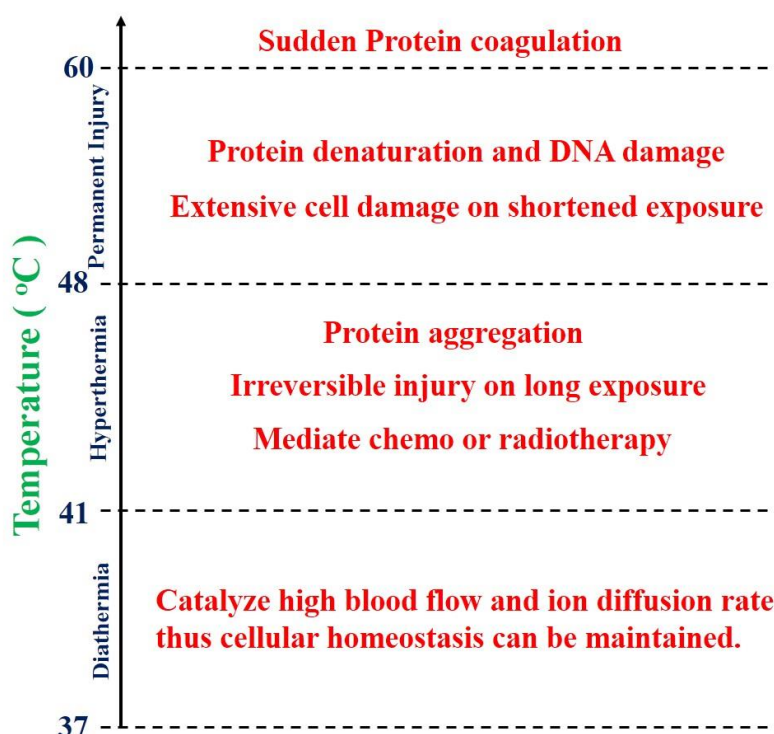 Sudden Protein coagulation
60
Permanent Injury
Protein denaturation and DNA damage
Extensive cell damage on shortened exposure
48
Temperature ( °C )
Hyperthermia
Protein aggregation
Irreversible injury on long exposure
Mediate chemo or radiotherapy
41
Diathermia
Catalyze high blood flow and ion diffusion rate
thus cellular homeostasis can be maintained.
37